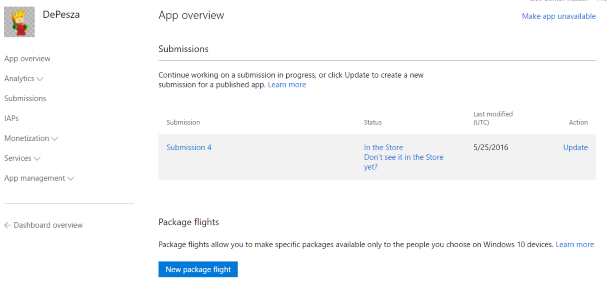 DePesza
App overview
Analytics
Submissions
IAPs
Monetization
Services
App management
← Dashboard overview
App overview
Make app unavailable
Submissions
Continue working on a submission in progress, or click Update to create a new
submission for a published app. Learn more
Submission Status Last modified (UTC) Action
Submission 4 In the Store 5/25/2016 Update
Don't see it in the Store
yet?
Package flights
Package flights allow you to make specific packages available only to the people you choose on Windows 10 devices. Learn more
New package flight